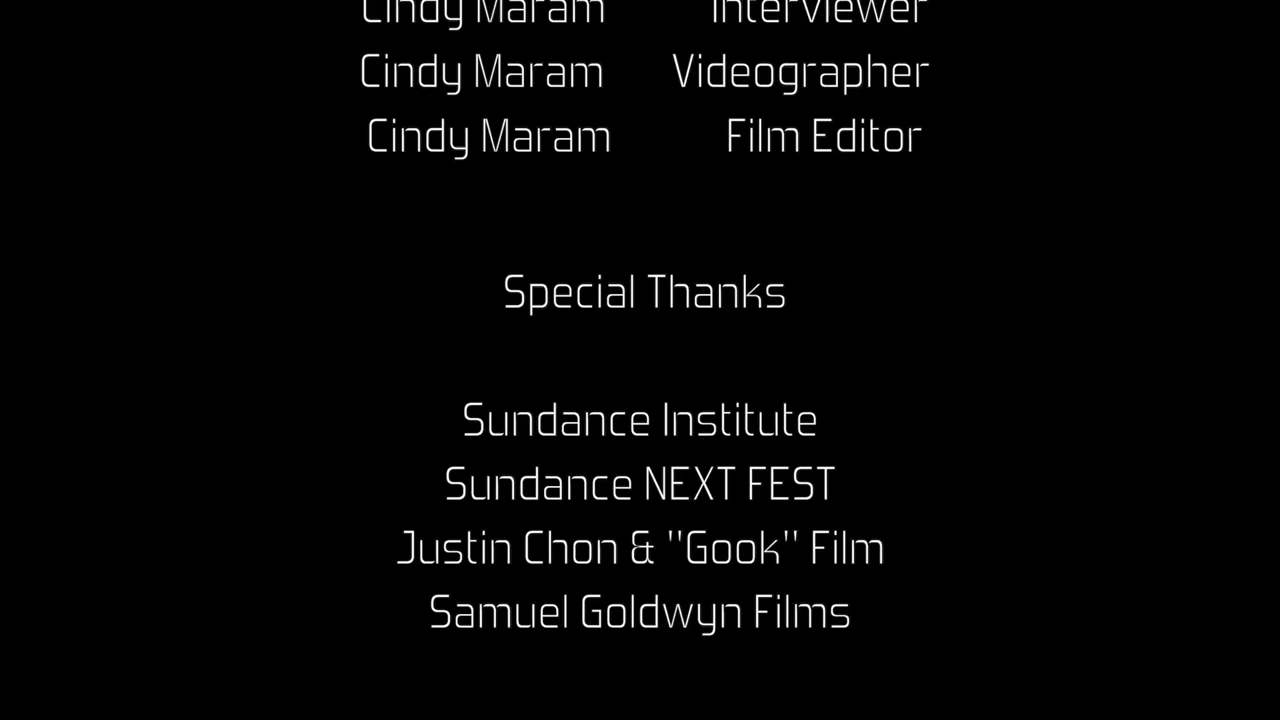 Cindy Maram Interviewer
Cindy Maram Videographer
Cindy Maram Film Editor
Special Thanks
Sundance Institute
Sundance NEXT FEST
Justin Chon & "Gook" Film
Samuel Goldwyn Films